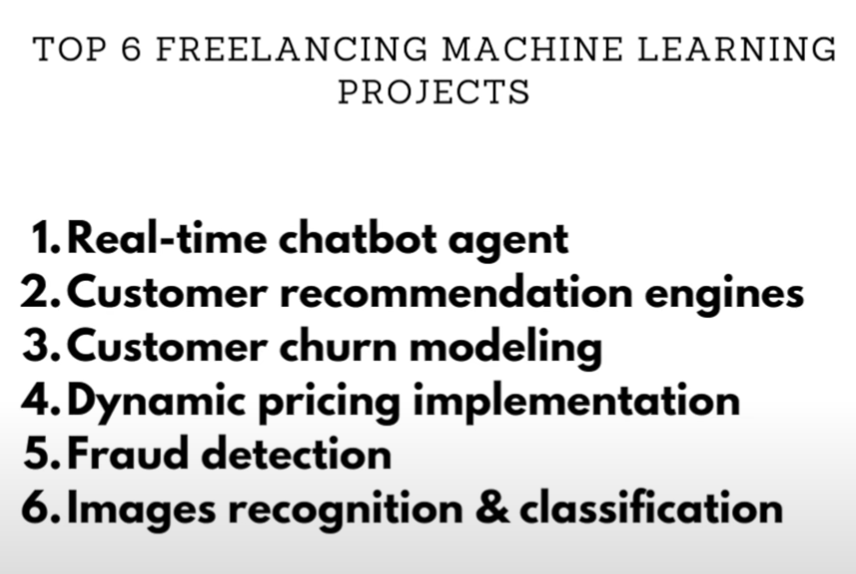 TOP 6 FREELANCING MACHINE LEARNING
PROJECTS
1. Real-time chatbot agent
2. Customer recommendation engines
3. Customer churn modeling
4. Dynamic pricing implementation
5. Fraud detection
6. Images recognition & classification